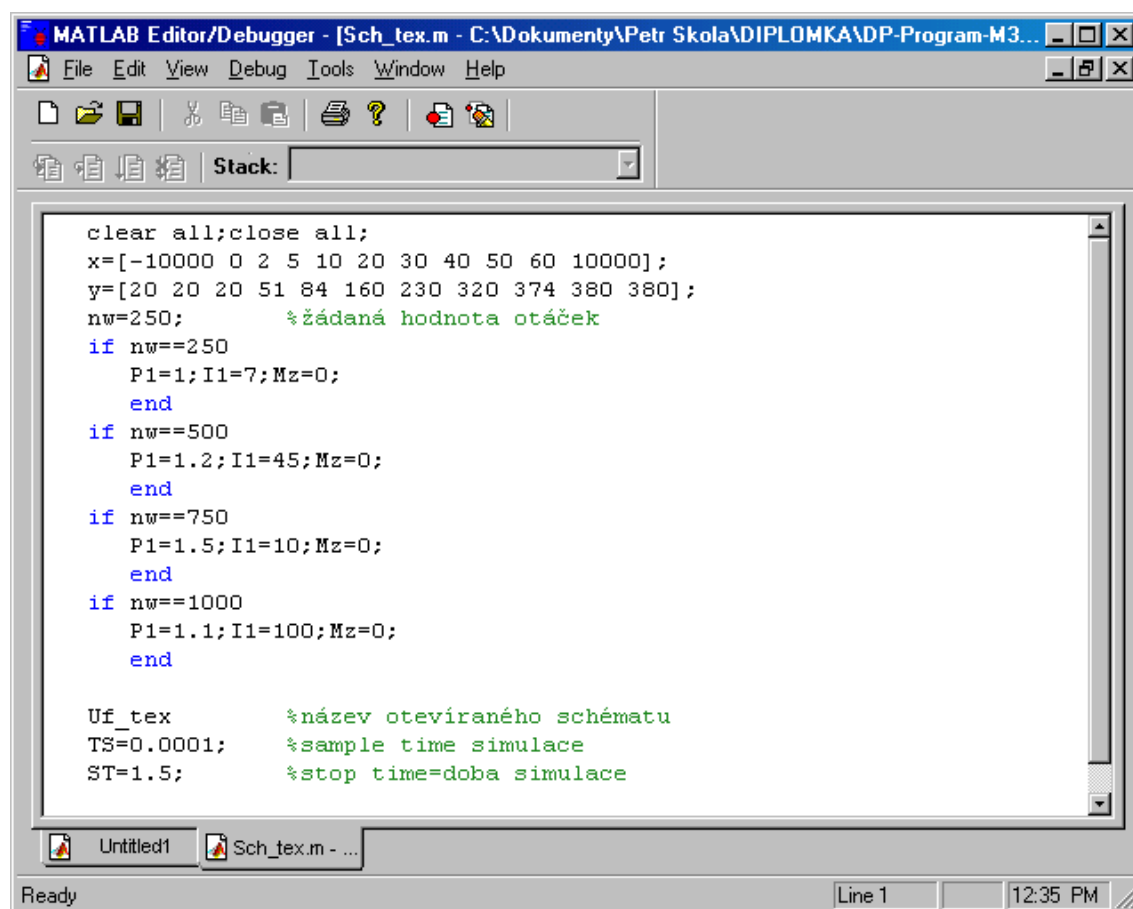 MATLAB Editor/Debugger - [Sch_tex.m - C:\Dokumenty\Petr Skola\DIPLOMKA\DP-Program-M3...
File Edit View Debug Tools Window Help
Stack:
clear all;close all;
x=[-10000 0 2 5 10 20 30 40 50 60 10000];
y=[20 20 20 51 84 160 230 320 374 380 380];
nw=250; %žádaná hodnota otáček
if nw==250
P1=1;I1=7;Mz=0;
end
if nw==500
P1=1.2;I1=45;Mz=0;
end
if nw==750
P1=1.5;I1=10;Mz=0;
end
if nw==1000
P1=1.1;I1=100;Mz=0;
end
Uf_tex %název otevíraného schématu
TS=0.0001; %sample time simulace
ST=1.5; %stop time=doba simulace
Untitled1 Sch_tex.m - ...
Ready Line 1 12:35 PM